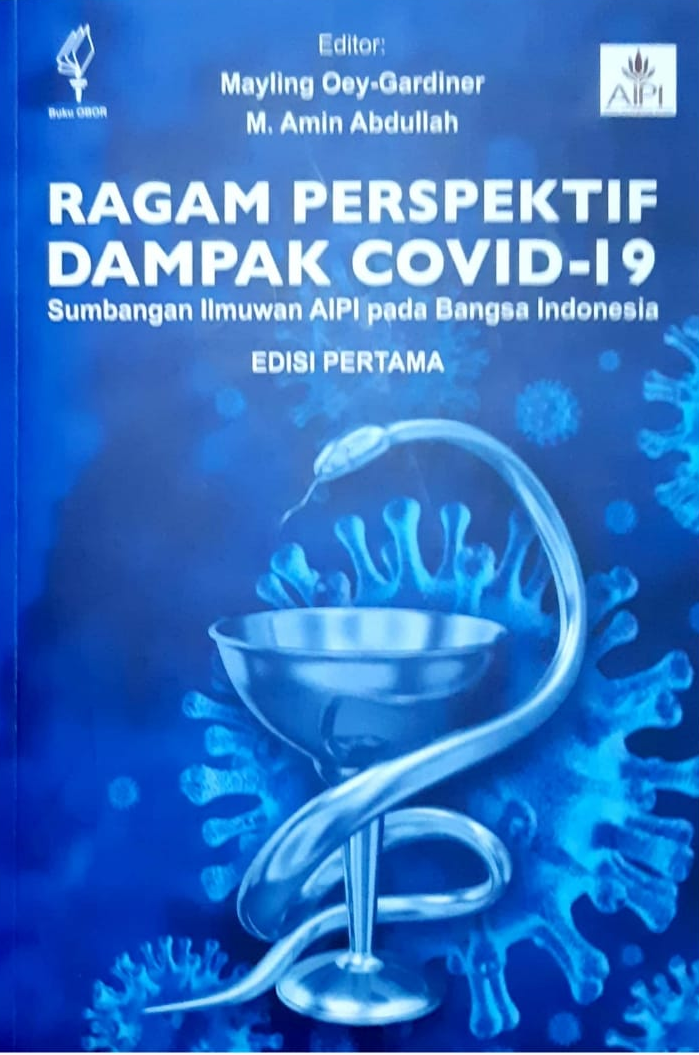 Editor:
Mayling Oey-Gardiner
M. Amin Abdullah
Buku OBOR
AIPI
RAGAM PERSPEKTIF
DAMPAK COVID-19
Sumbangan Ilmuwan AIPI pada Bangsa Indonesia
EDISI PERTAMA